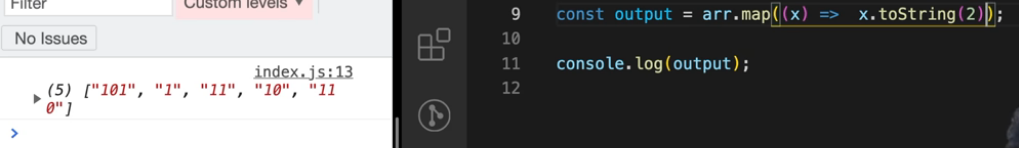 Filter
Custom levels ▼
No Issues
index.js:13
▶ (5) ["101", "1", "11", "10", "11
0"]
>
9 const output = arr.map((x) =>  x.toString(2));
10
11 console.log(output);
12